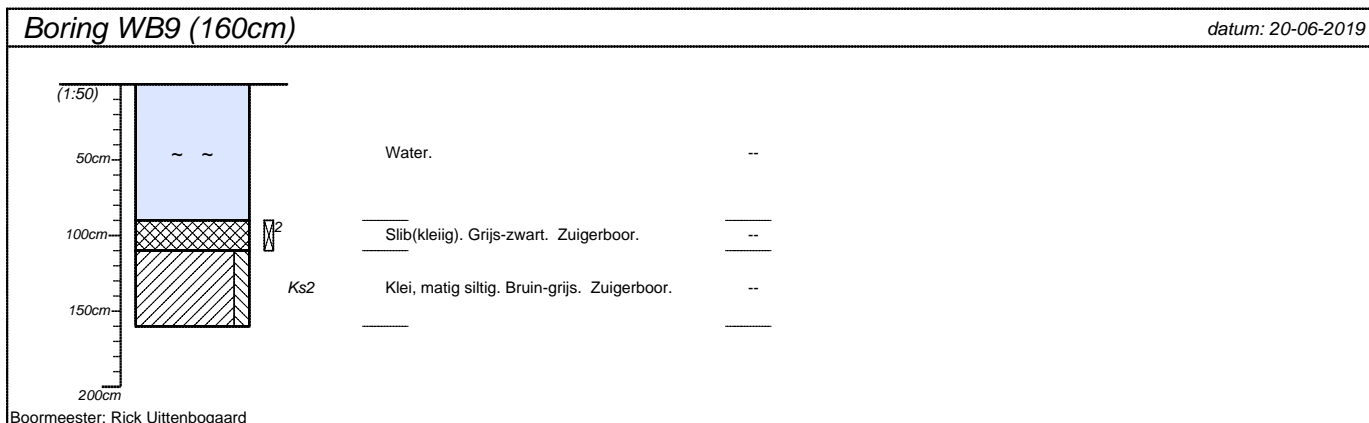 Boring WB9 (160cm)
datum: 20-06-2019
(1:50)
50cm
~ ~
Water.
--
100cm
2
Slib(kleiig). Grijs-zwart. Zuigerboor.
--
Ks2
Klei, matig siltig. Bruin-grijs. Zuigerboor.
--
150cm
200cm
Boormeester: Rick Uittenbogaard